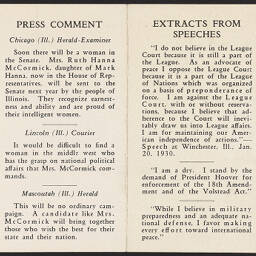 PRESS COMMENT
Chicago (Ill.) Herald-Examiner
Soon there will be a woman in
the Senate. Mrs. Ruth Hanna
McCormick, daughter of Mark
Hanna, now in the House of Rep-
resentatives, will be sent to the
Senate next year by the people of
Illinois. They recognize earnest-
ness and ability and are proud of
their intelligent women.
Lincoln (Ill.) Courier
It would be difficult to find a
woman in the middle west who
has the grasp on national political
affairs that Mrs. McCormick com-
mands.
Mascoutah (Ill.) Herald
This will be no ordinary cam-
paign. A candidate like Mrs.
McCormick will bring together
those who wish the best for their
state and their nation.
EXTRACTS FROM
SPEECHES
"I do not believe in the League
Court because it is still a part of
the League. As an advocate of
peace I oppose the League Court
because it is a part of the League
of Nations which was organized
on a basis of preponderance of
force. I am against the League
Court, with or without reserva-
tions, because I believe that ad-
herence to the Court will inevi-
tably draw us into League affairs.
I am for maintaining our Amer-
ican independence of actions."—
Speech at Winchester, Ill., Jan.
20, 1930.
"I am a dry. I stand by the
demand of President Hoover for
enforcement of the 18th Amend-
ment and of the Volstead Act."
"While I believe in military
preparedness and an adequate na-
tional defense, I favor making
every effort toward international
peace."